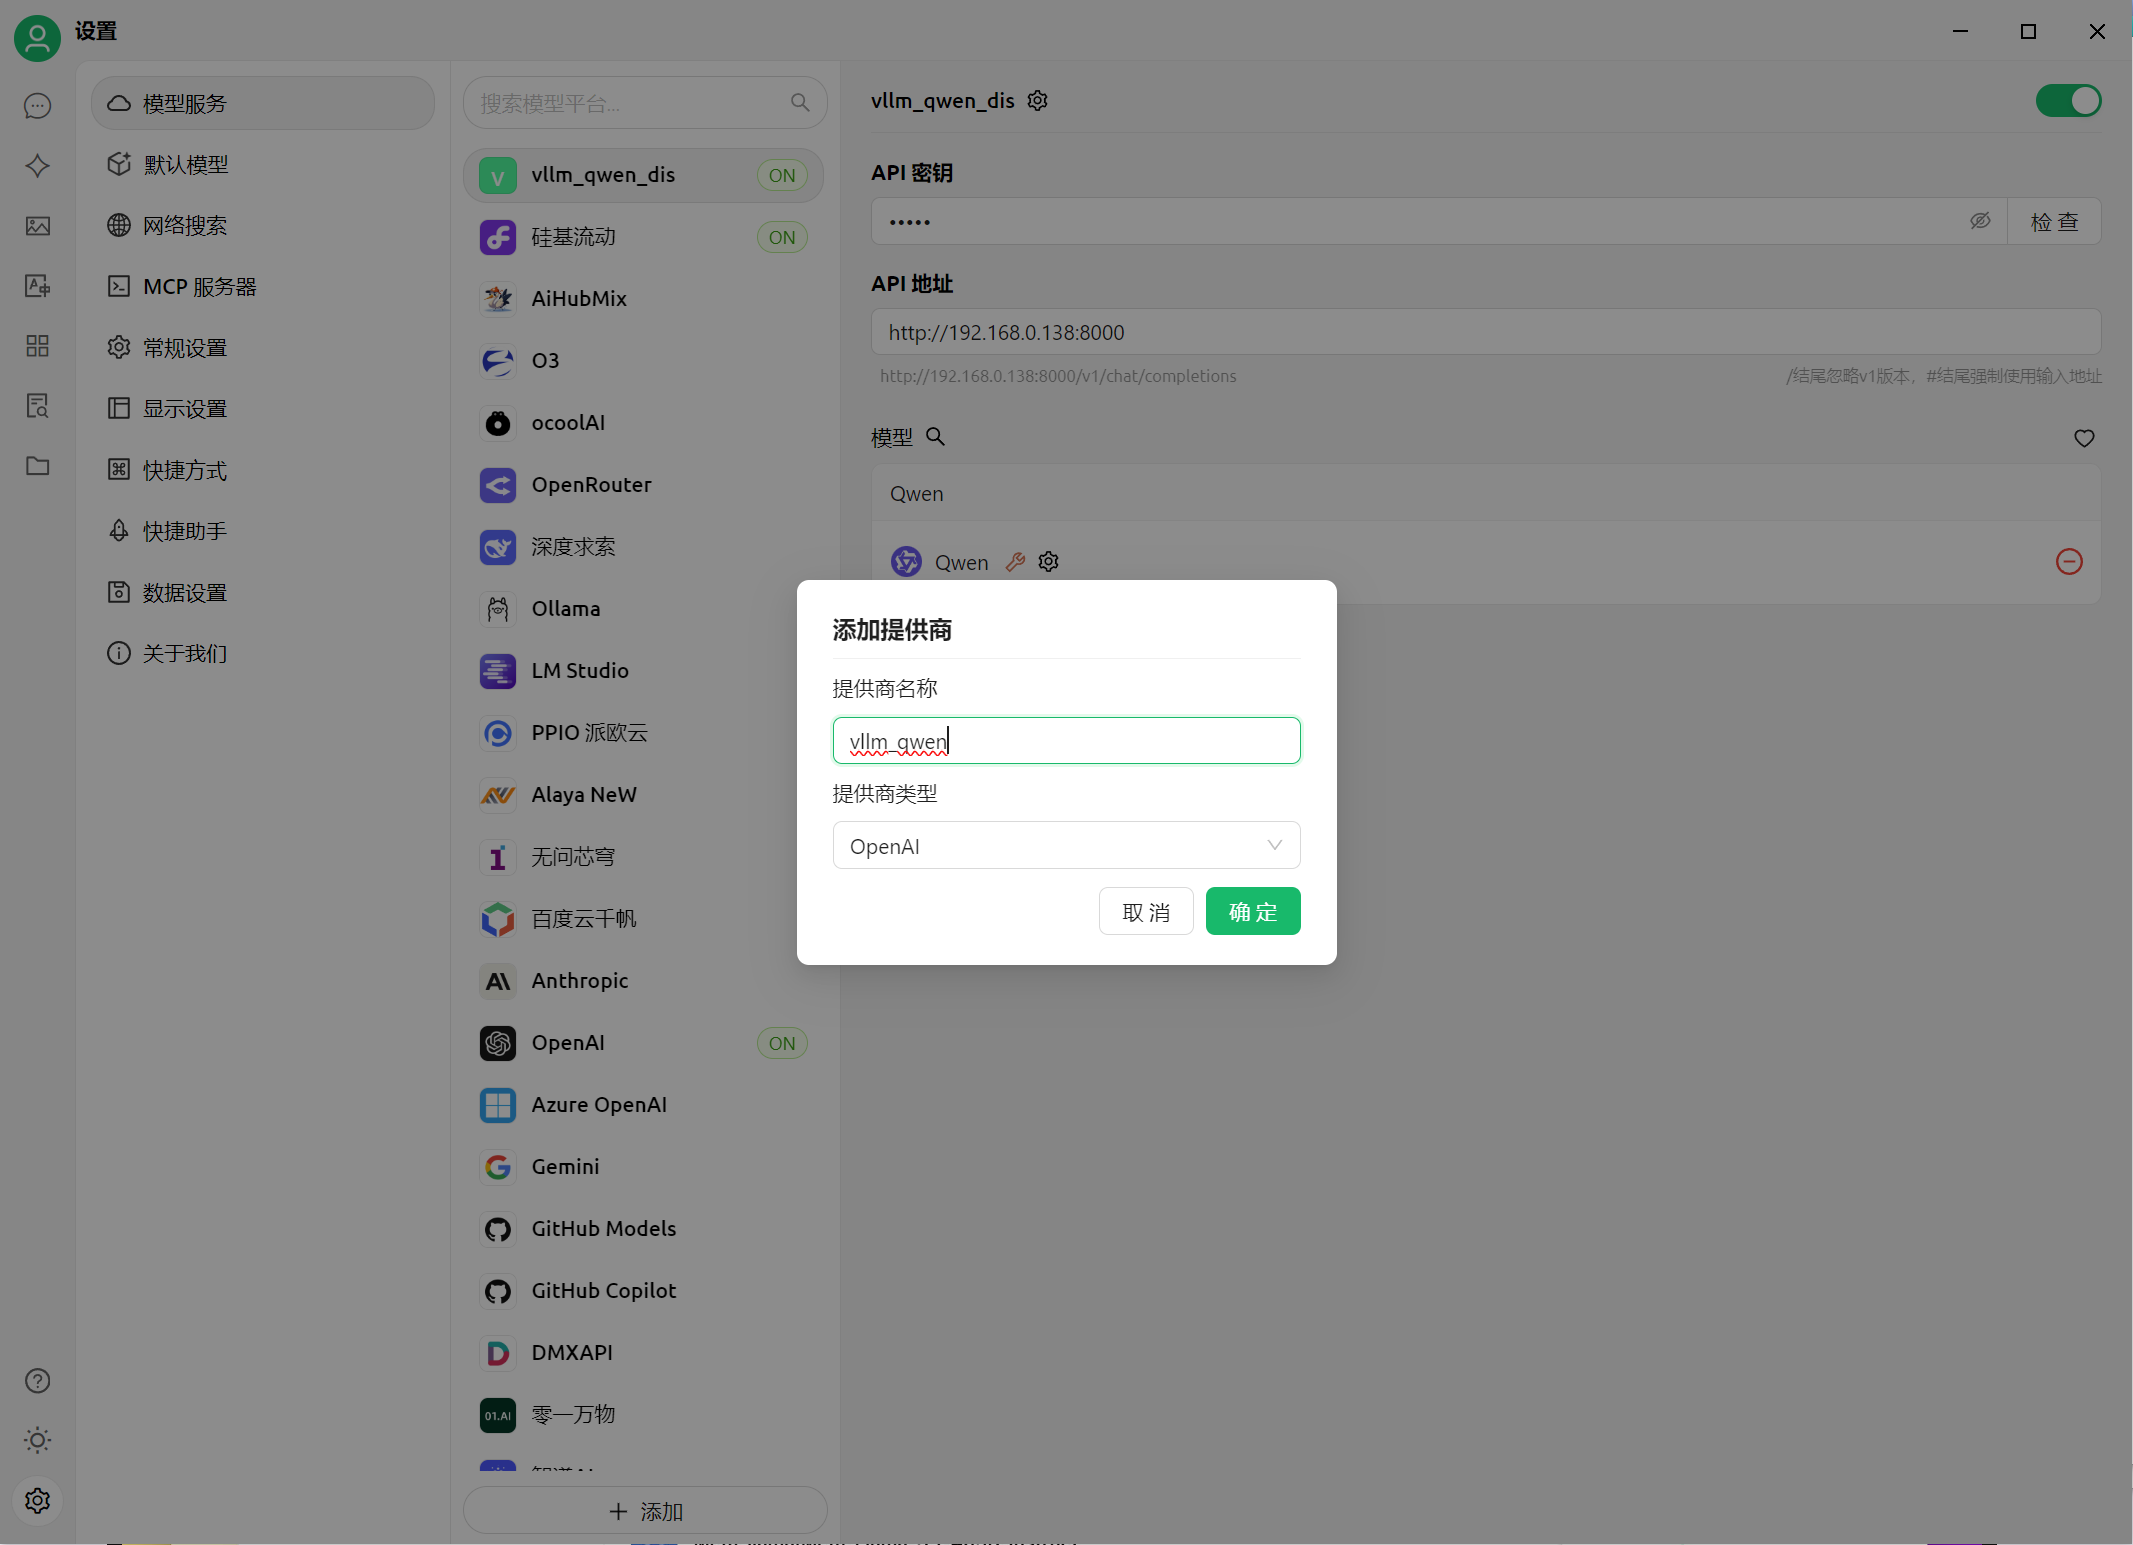 设置
模型服务
默认模型
网络搜索
MCP 服务器
常规设置
显示设置
快捷方式
快捷助手
数据设置
关于我们
搜索模型平台...
vllm_qwen_dis ON
硅基流动 ON
AiHubMix
O3
ocoolAI
OpenRouter
深度求索
Ollama
LM Studio
PPIO 派欧云
Alaya NeW
无问芯穹
百度云千帆
Anthropic
OpenAI ON
Azure OpenAI
Gemini
GitHub Models
GitHub Copilot
DMXAPI
01.AI 零一万物
添加
vllm_qwen_dis
API 密钥
•••••
检 查
API 地址
http://192.168.0.138:8000
http://192.168.0.138:8000/v1/chat/completions
/结尾忽略v1版本，#结尾强制使用输入地址
模型
Qwen
Qwen
添加提供商
提供商名称
vllm_qwen
提供商类型
OpenAI
取 消
确 定